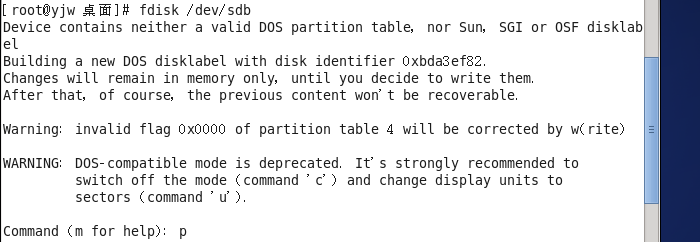 [root@yjw 桌面]# fdisk /dev/sdb
Device contains neither a valid DOS partition table, nor Sun, SGI or OSF disklab
el
Building a new DOS disklabel with disk identifier 0xbda3ef82.
Changes will remain in memory only, until you decide to write them.
After that, of course, the previous content won't be recoverable.
Warning: invalid flag 0x0000 of partition table 4 will be corrected by w(rite)
WARNING: DOS-compatible mode is deprecated. It's strongly recommended to
switch off the mode (command 'c') and change display units to
sectors (command 'u').
Command (m for help): p